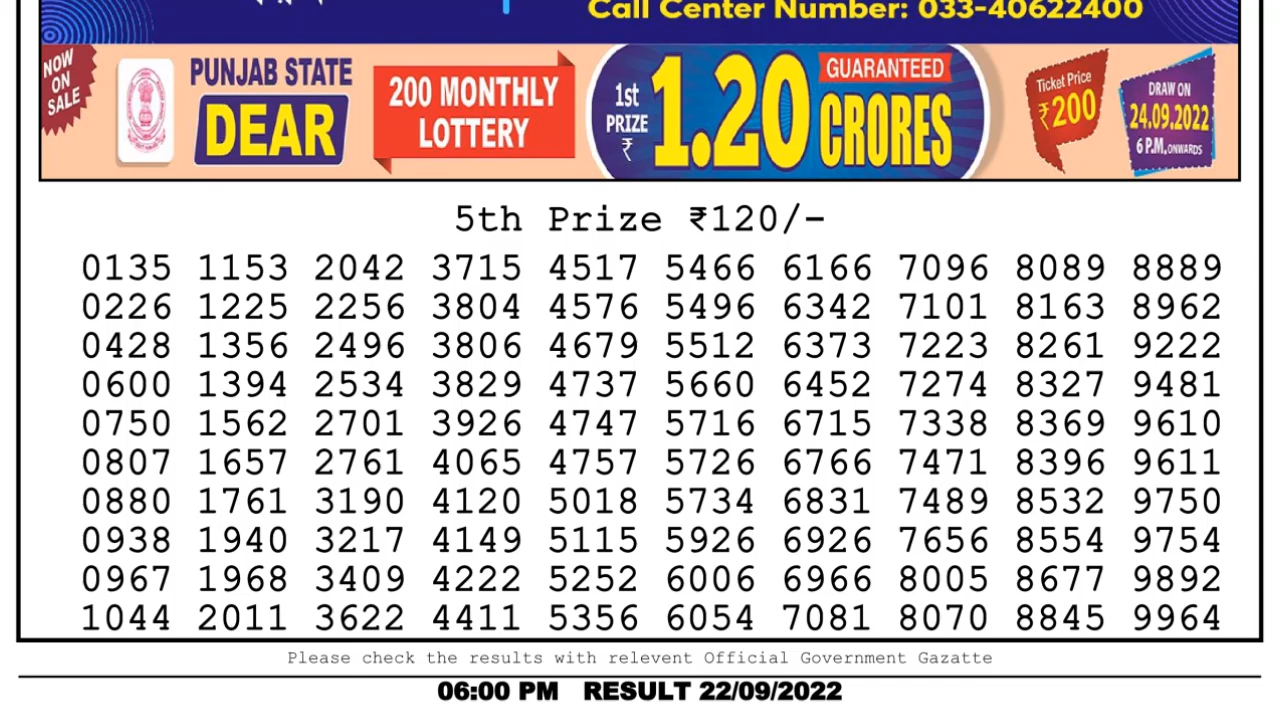 Call Center Number: 033-40622400
NOW
ON
SALE
PUNJAB STATE
DEAR
200 MONTHLY
LOTTERY
1st
PRIZE
₹
1.20
GUARANTEED
CRORES
Ticket Price
₹200
DRAW ON
24.09.2022
6 P.M. ONWARDS
5th Prize ₹120/-
0135 1153 2042 3715 4517 5466 6166 7096 8089 8889
0226 1225 2256 3804 4576 5496 6342 7101 8163 8962
0428 1356 2496 3806 4679 5512 6373 7223 8261 9222
0600 1394 2534 3829 4737 5660 6452 7274 8327 9481
0750 1562 2701 3926 4747 5716 6715 7338 8369 9610
0807 1657 2761 4065 4757 5726 6766 7471 8396 9611
0880 1761 3190 4120 5018 5734 6831 7489 8532 9750
0938 1940 3217 4149 5115 5926 6926 7656 8554 9754
0967 1968 3409 4222 5252 6006 6966 8005 8677 9892
1044 2011 3622 4411 5356 6054 7081 8070 8845 9964
Please check the results with relevent Official Government Gazatte
06:00 PM RESULT 22/09/2022